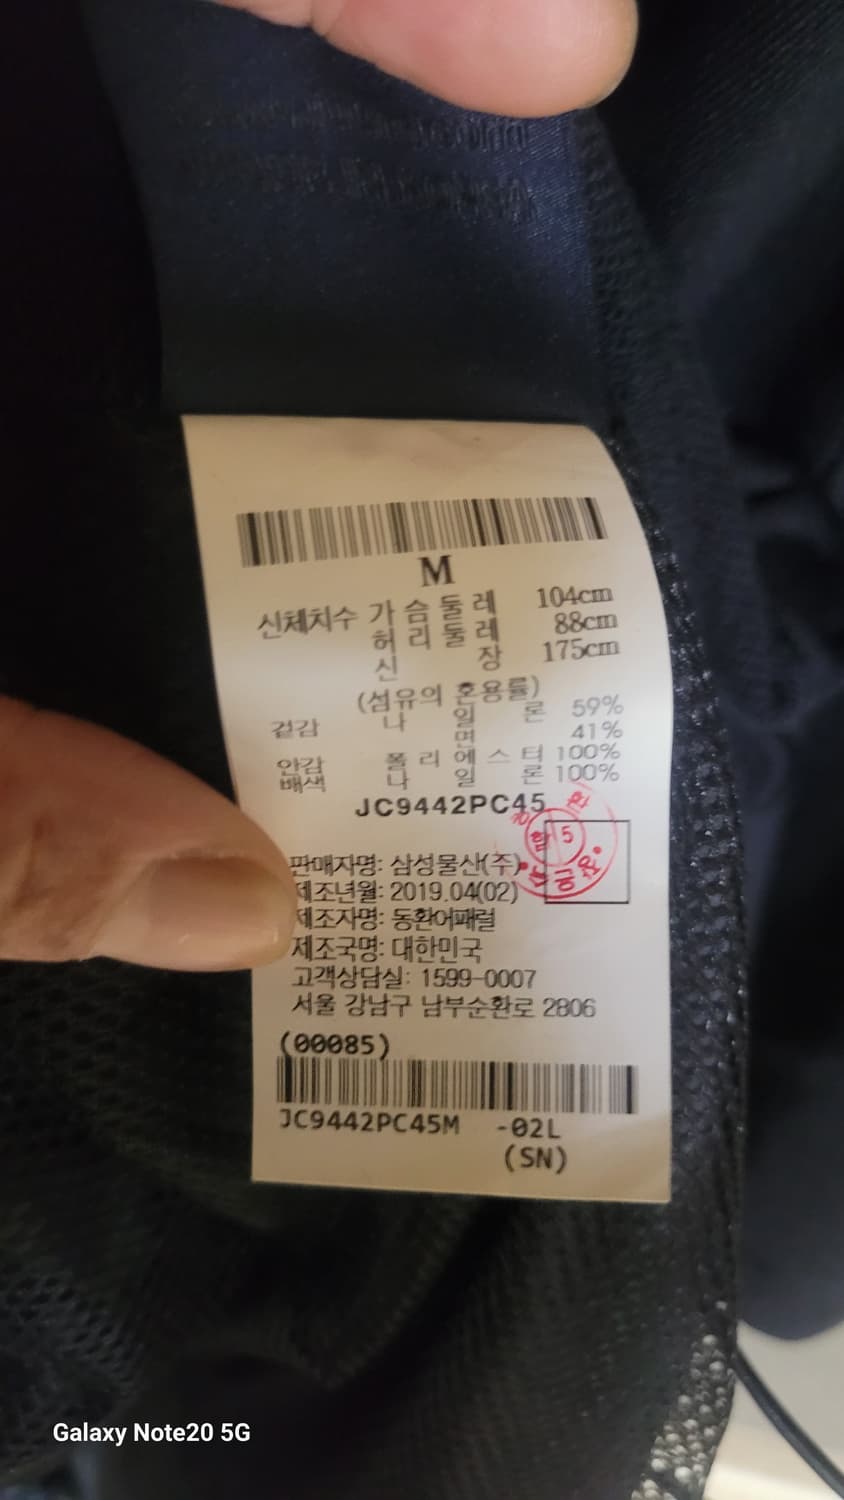 M
신체치수 가슴둘레 104cm
허리둘레 88cm
신장 175cm
(섬유의 혼용률)
겉감 나일론 59%
면 41%
안감 폴리에스터 100%
배색 나일론 100%
JC9442PC45
합 5
판매자명: 삼성물산(주)
제조년월: 2019.04(02)
제조자명: 동환어패럴
제조국명: 대한민국
고객상담실: 1599-0007
서울 강남구 남부순환로 2806
(00085)
JC9442PC45M -02L
(SN)
Galaxy Note20 5G